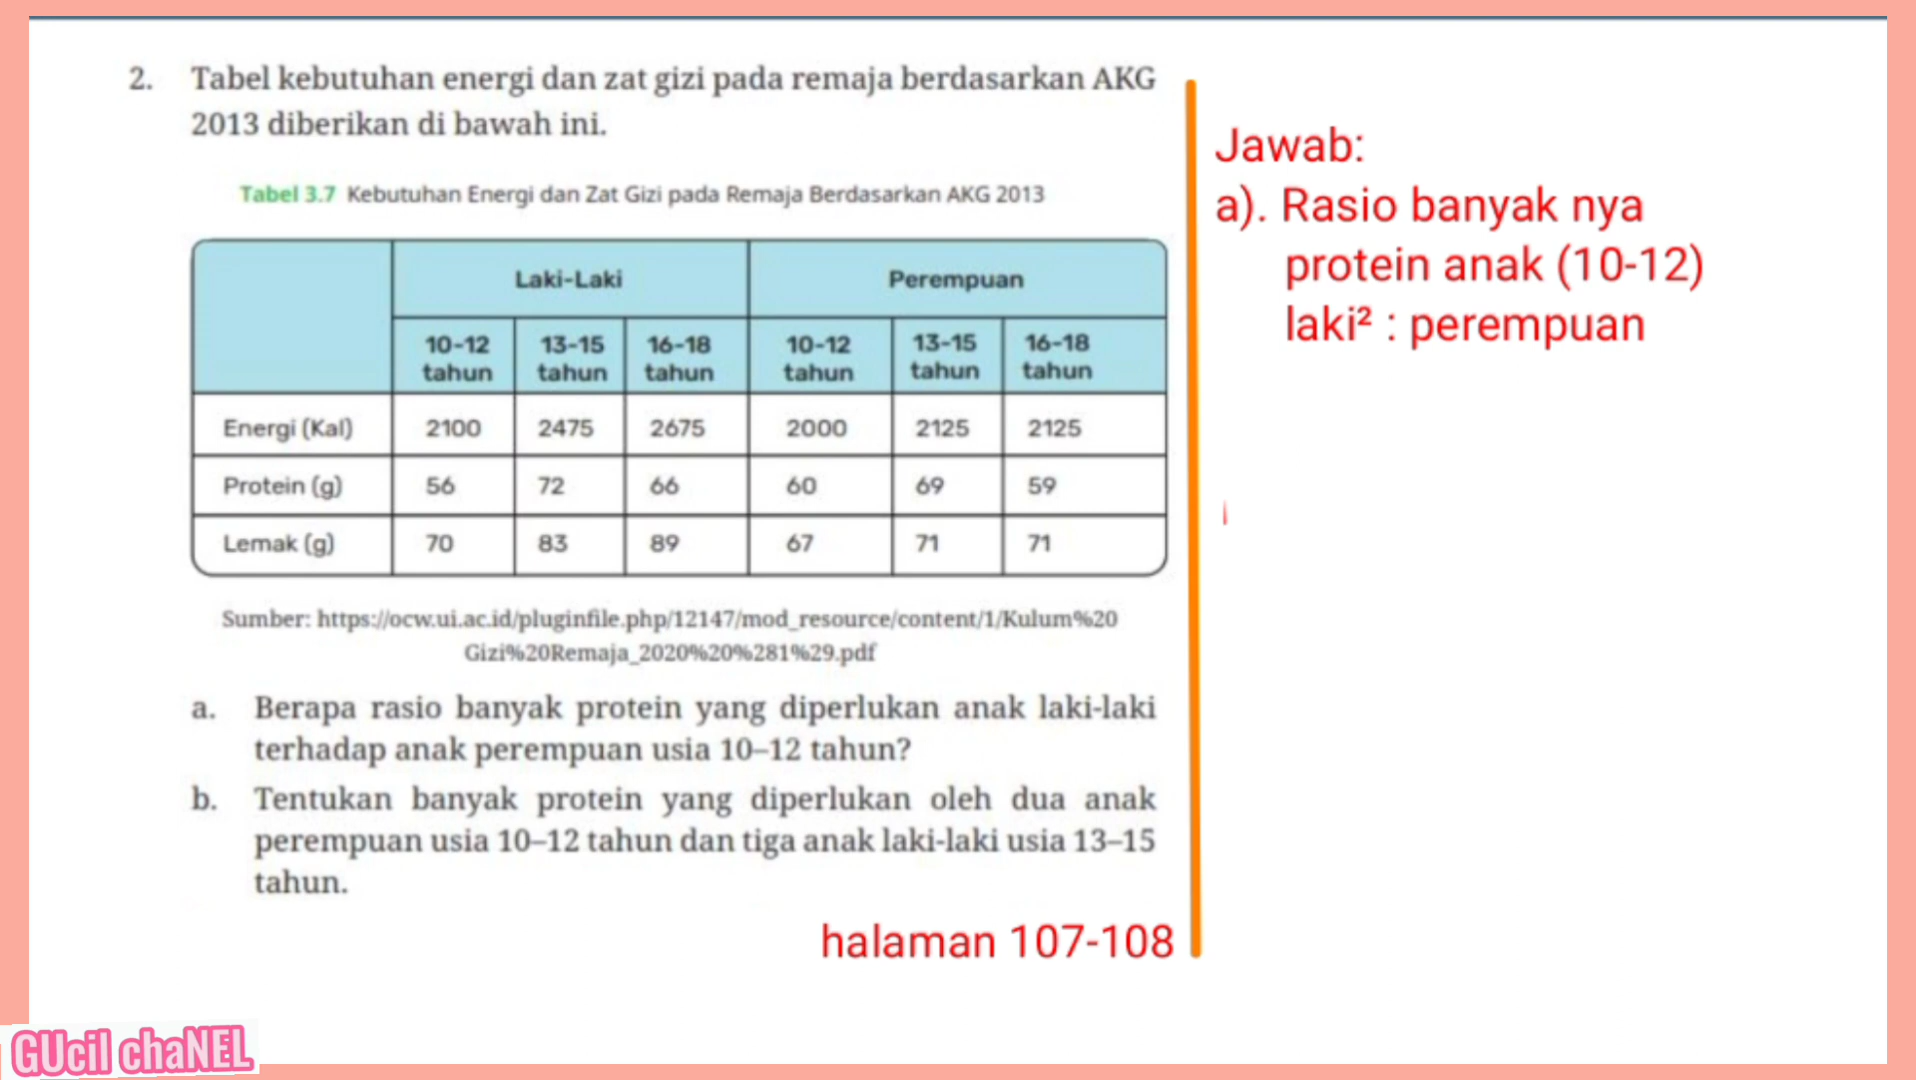 2. Tabel kebutuhan energi dan zat gizi pada remaja berdasarkan AKG
2013 diberikan di bawah ini.
Tabel 3.7 Kebutuhan Energi dan Zat Gizi pada Remaja Berdasarkan AKG 2013
Laki-Laki Perempuan
10-12 tahun 13-15 tahun 16-18 tahun 10-12 tahun 13-15 tahun 16-18 tahun
Energi (Kal) 2100 2475 2675 2000 2125 2125
Protein (g) 56 72 66 60 69 59
Lemak (g) 70 83 89 67 71 71
Sumber: https://ocw.ui.ac.id/pluginfile.php/12147/mod_resource/content/1/Kulum%20
Gizi%20Remaja_2020%20%281%29.pdf
a. Berapa rasio banyak protein yang diperlukan anak laki-laki
terhadap anak perempuan usia 10–12 tahun?
b. Tentukan banyak protein yang diperlukan oleh dua anak
perempuan usia 10–12 tahun dan tiga anak laki-laki usia 13–15
tahun.
halaman 107-108
Jawab:
a). Rasio banyak nya
protein anak (10-12)
laki² : perempuan
GUcil chaNEL